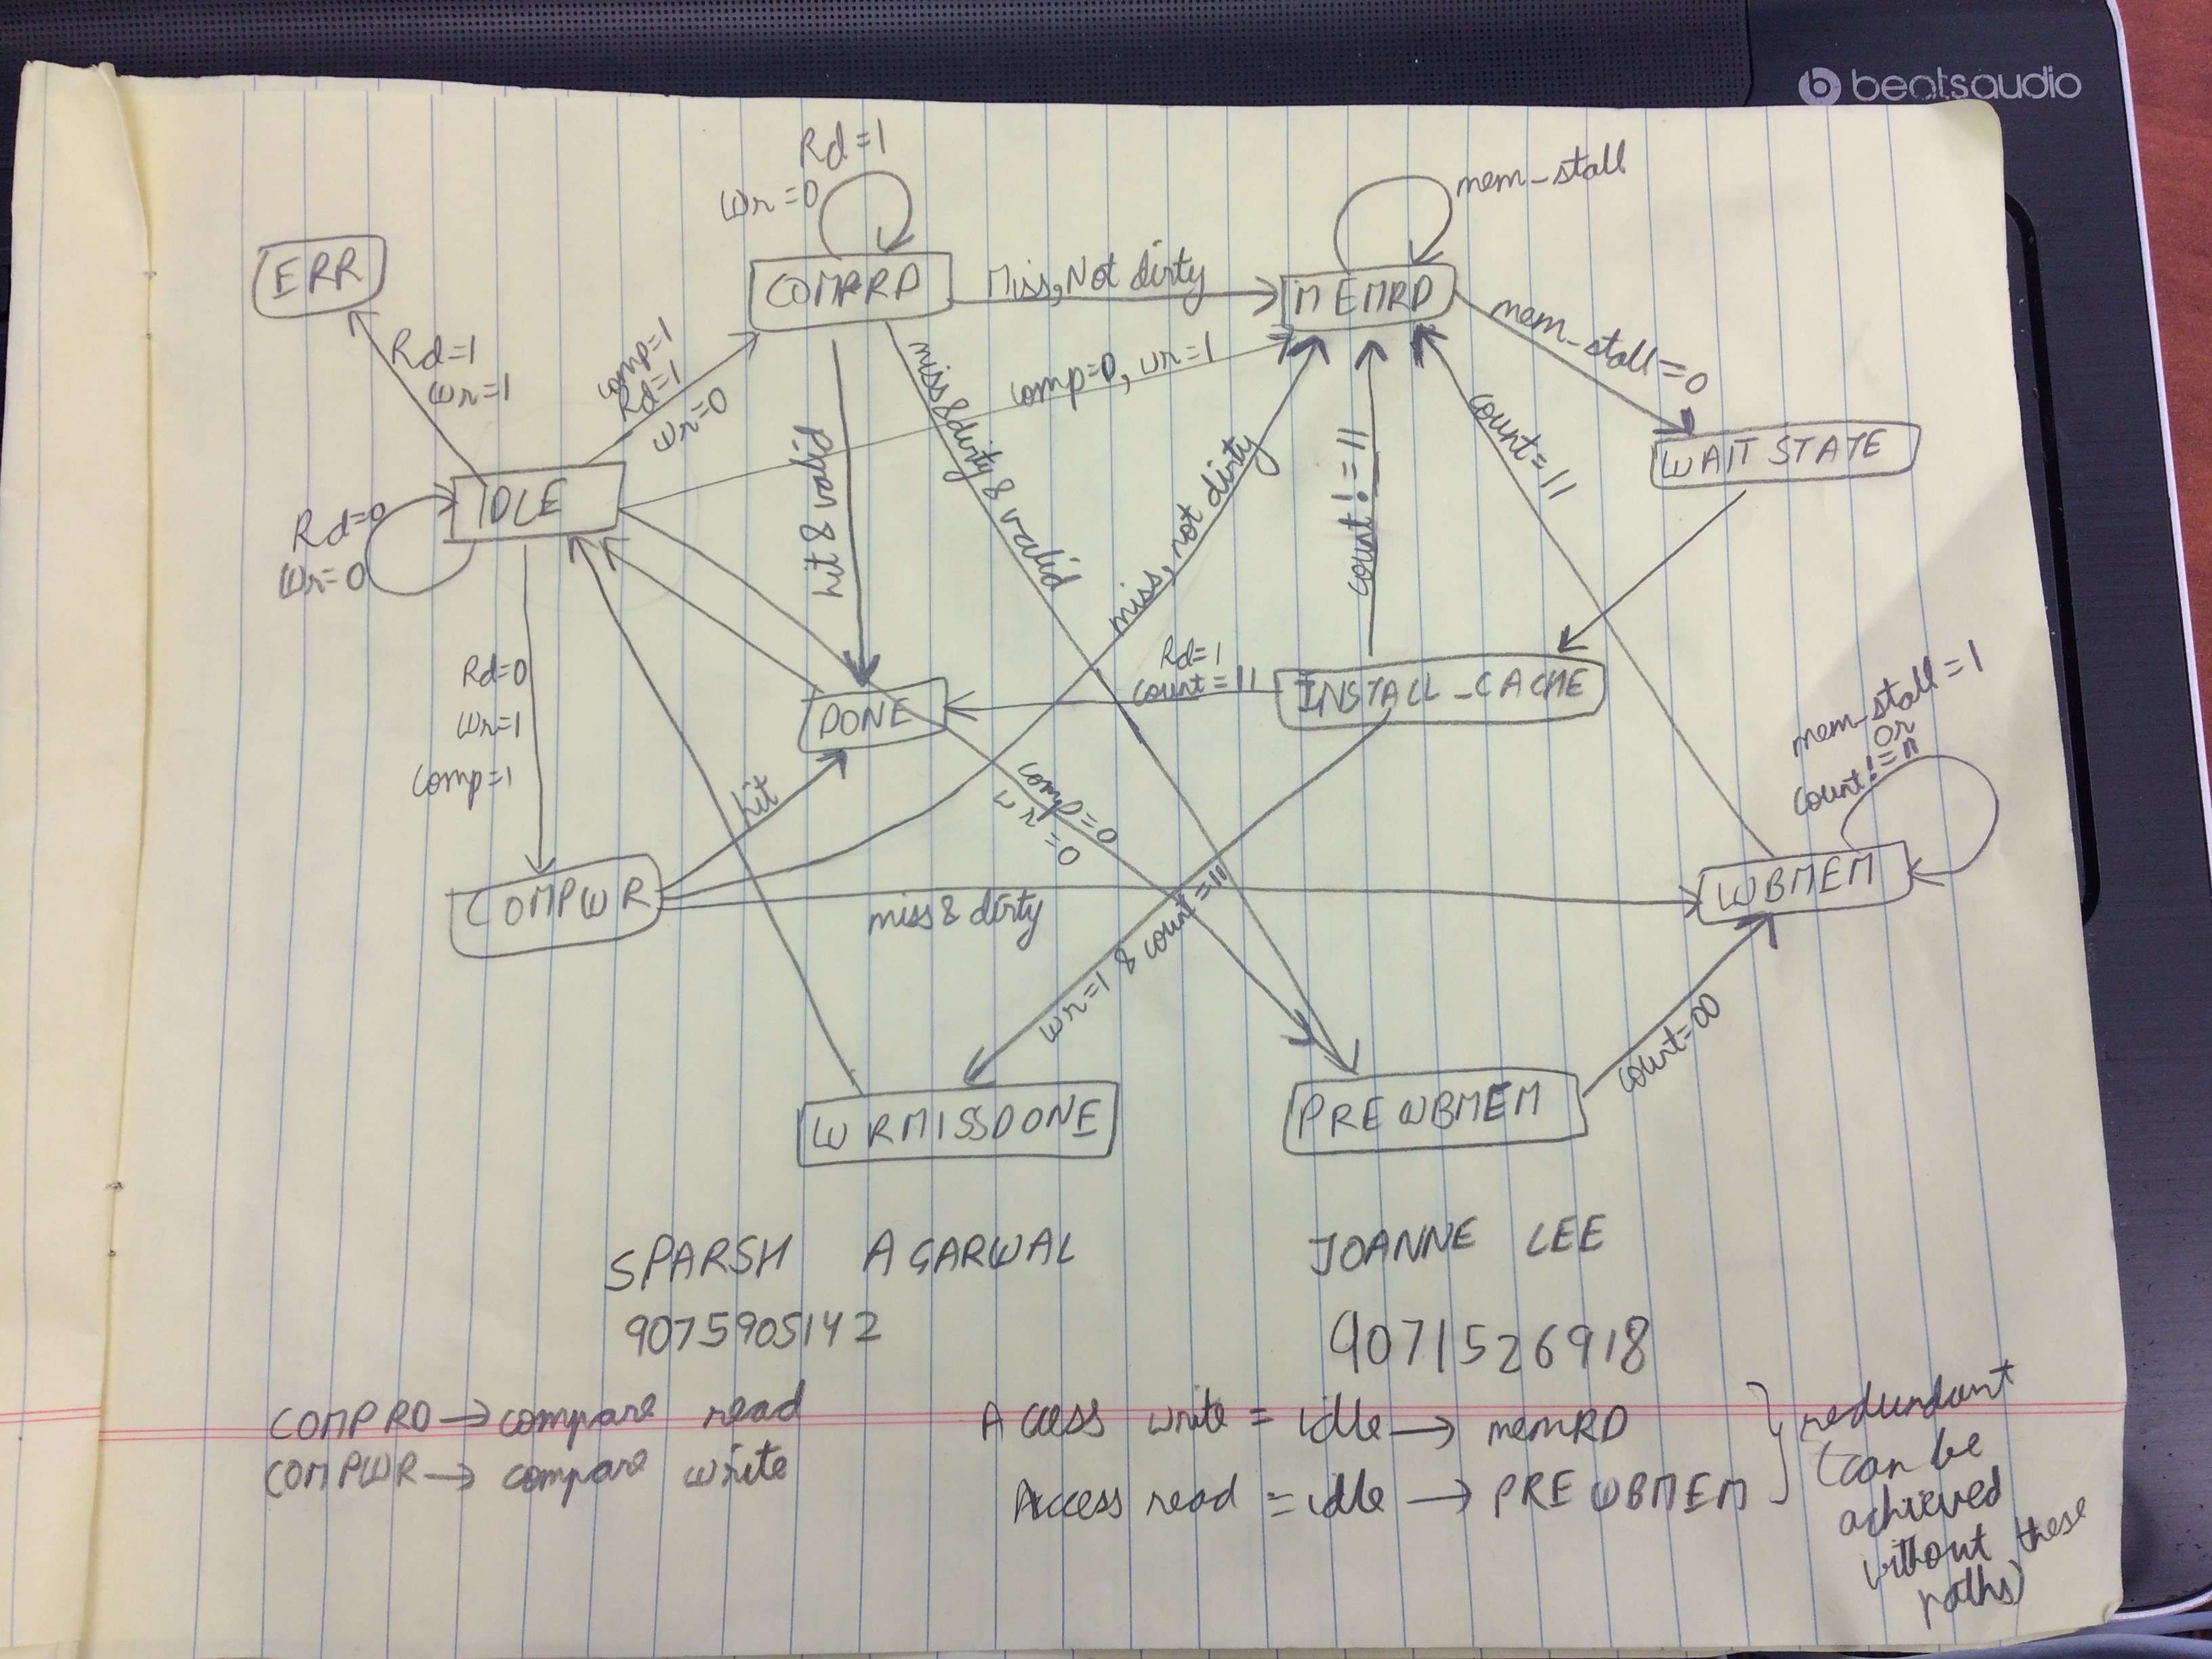 ERR
Rd=1
wr=1
Rd=0
wr=0
IDLE
comp=1
Rd=1
wr=0
Rd=1
wr=0
COMPRD
Miss, Not dirty
MEMRD
mem_stall
mem_stall=0
WAIT STATE
Rd=0
wr=1
comp=1
hit & valid
miss & dirty & valid
comp=0, wr=1
miss, not dirty
count!=11
count=11
COMPWR
hit
DONE
Rd=1
count=11
INSTALL_CACHE
comp=0
=0
miss & dirty
mem_stall=1
or
count!=11
WBMEM
WRMISSDONE
wr=1 & count=11
PREWBMEM
count=00
SPARSH AGARWAL
9075905142
JOANNE LEE
9071526918
COMPRD → compare read
COMPWR → compare write
Access write = idle → memRD
Access read = idle → PREWBMEM
redundant
(can be
achieved
without these
paths)
beatsaudio